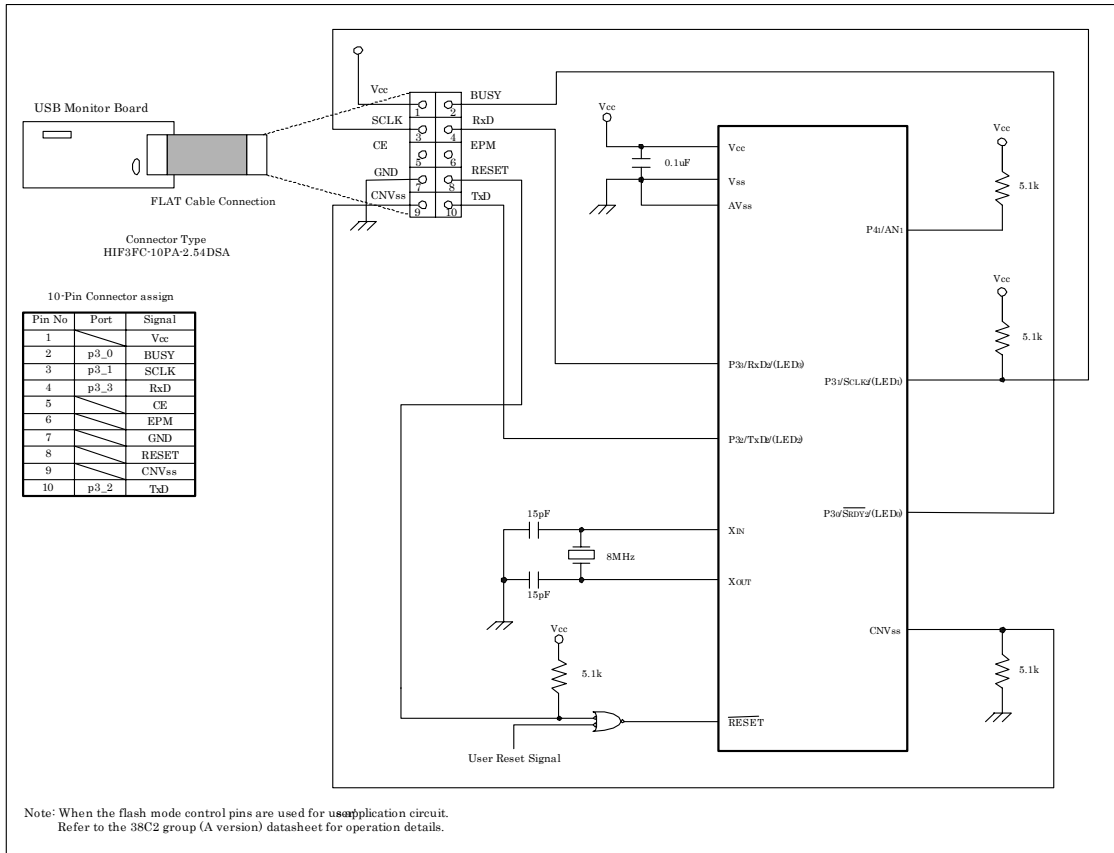 USB Monitor Board
FLAT Cable Connection
Connector Type
HIF3FC-10PA-2.54DSA
Vcc
1
2
BUSY
SCLK
3
4
RxD
CE
5
6
EPM
GND
7
8
RESET
CNVss
9
10
TxD
10-Pin Connector assign
Pin No Port Signal
1 Vcc
2 p3_0 BUSY
3 p3_1 SCLK
4 p3_3 RxD
5 CE
6 EPM
7 GND
8 RESET
9 CNVss
10 p3_2 TxD
Vcc
0.1uF
Vcc
Vss
AVss
Vcc
5.1k
P41/AN1
Vcc
5.1k
P31/SCLK2/(LED1)
P30/SRDY2/(LED0)
P32/TxD2/(LED2)
15pF
XIN
8MHz
15pF
XOUT
CNVss
5.1k
Vcc
5.1k
RESET
User Reset Signal
Note: When the flash mode control pins are used for application circuit.
Refer to the 38C2 group (A version) datasheet for operation details.